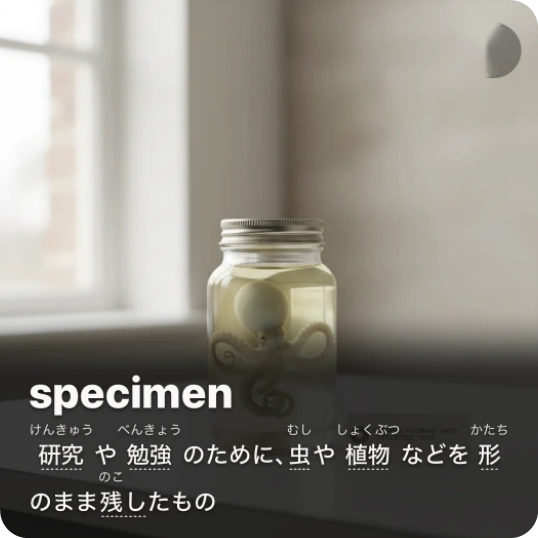 specimen
けんきゅう べんきょう むし しょくぶつ かたち
研究 や 勉強 のために、虫や 植物 などを 形
のこ
のまま残したもの